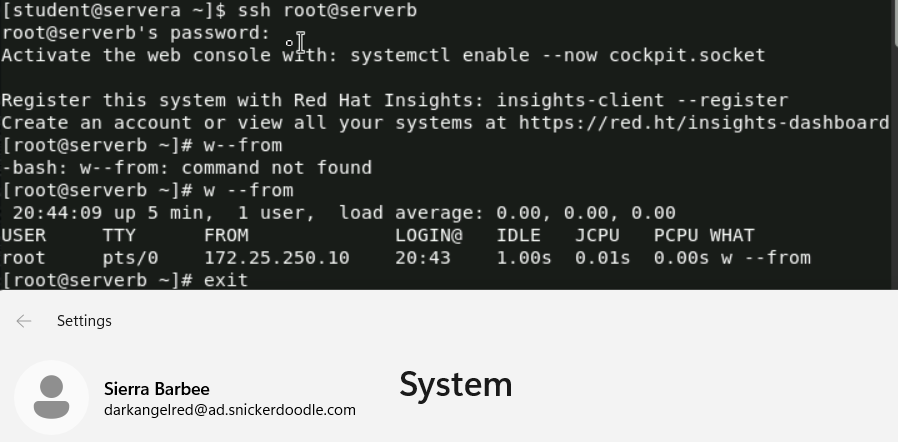 [student@servera ~]$ ssh root@serverb
root@serverb's password:
Activate the web console with: systemctl enable --now cockpit.socket
Register this system with Red Hat Insights: insights-client --register
Create an account or view all your systems at https://red.ht/insights-dashboard
[root@serverb ~]# w--from
-bash: w--from: command not found
[root@serverb ~]# w --from
20:44:09 up 5 min,  1 user,  load average: 0.00, 0.00, 0.00
USER     TTY      FROM             LOGIN@   IDLE   JCPU   PCPU WHAT
root     pts/0    172.25.250.10    20:43    1.00s  0.01s  0.00s w --from
[root@serverb ~]# exit
Settings
Sierra Barbee
darkangelred@ad.snickerdoodle.com
System